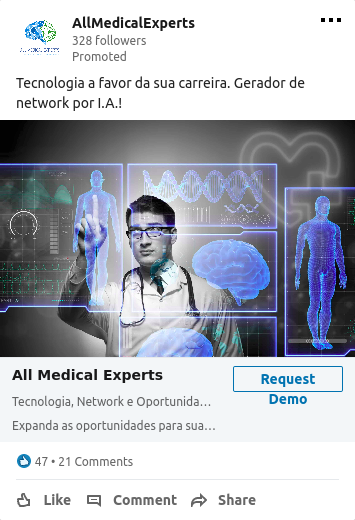 AllMedicalExperts
328 followers
Promoted
Tecnologia a favor da sua carreira. Gerador de
network por I.A.!
All Medical Experts
Request
Demo
Tecnologia, Network e Oportunida…
Expanda as oportunidades para sua…
47 • 21 Comments
Like Comment Share